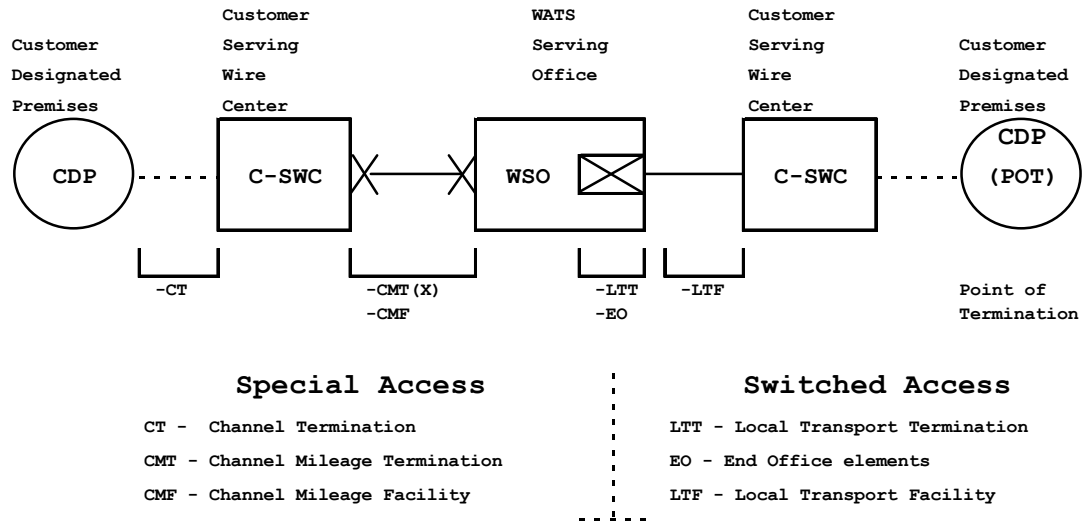 Customer WATS Customer
Customer Serving Serving Serving Customer
Designated Wire Office Wire Designated
Premises Center Center Premises
CDP C-SWC WSO C-SWC CDP
(POT)
-CT -CMT(X) -LTT -LTF Point of
-CMF -EO Termination
Special Access Switched Access
CT - Channel Termination LTT - Local Transport Termination
CMT - Channel Mileage Termination EO - End Office elements
CMF - Channel Mileage Facility LTF - Local Transport Facility